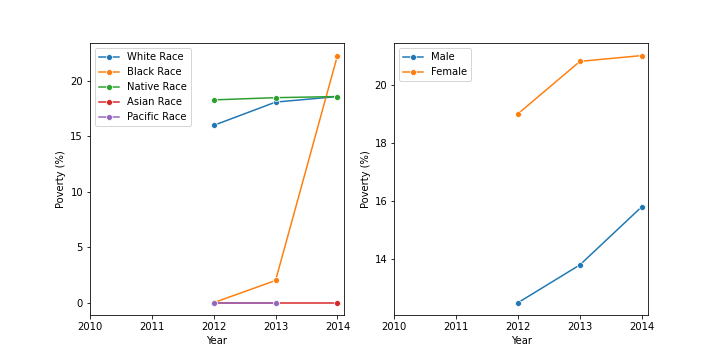 White Race
Black Race
Native Race
Asian Race
Pacific Race
Poverty (%)
20
15
10
5
0
2010 2011 2012 2013 2014
Year
Male
Female
Poverty (%)
20
18
16
14
2010 2011 2012 2013 2014
Year